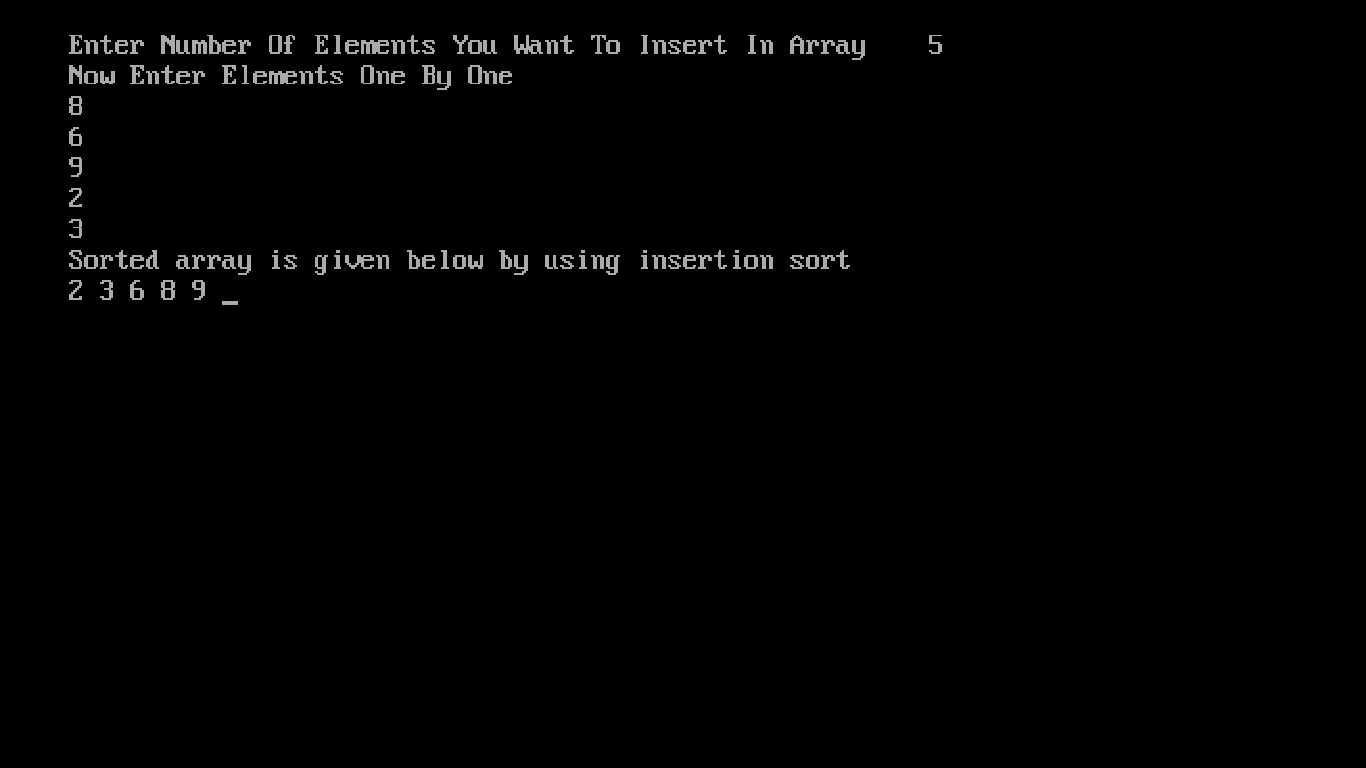 Enter Number Of Elements You Want To Insert In Array    5
Now Enter Elements One By One
8
6
9
2
3
Sorted array is given below by using insertion sort
2 3 6 8 9 _